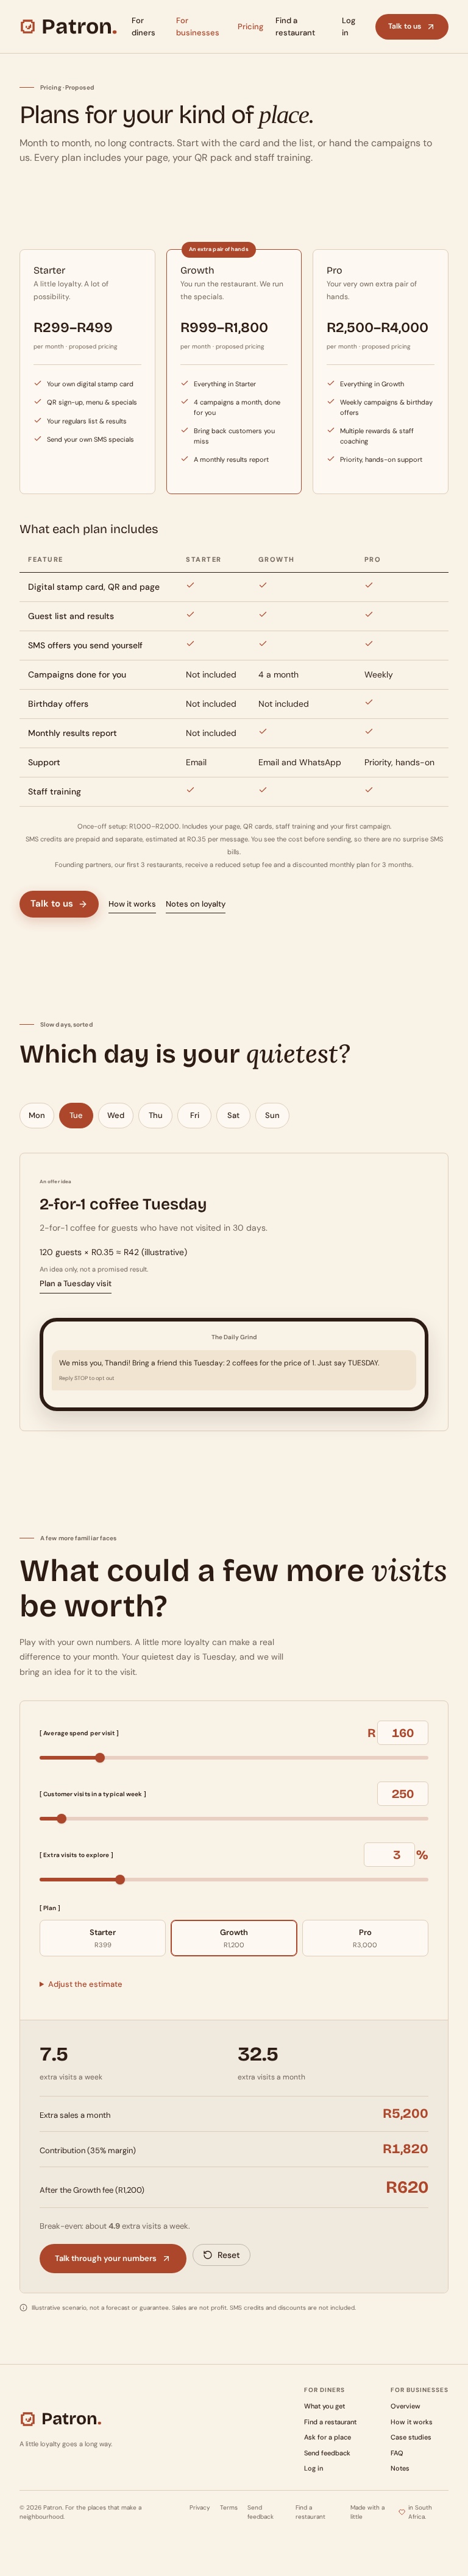 Patron.
For diners
For businesses
Pricing
Find a restaurant
Log in
Talk to us
Pricing · Proposed
Plans for your kind of place.
Month to month, no long contracts. Start with the card and the list, or hand the campaigns to
us. Every plan includes your page, your QR pack and staff training.
Starter
A little loyalty. A lot of
possibility.
R299–R499
per month · proposed pricing
Your own digital stamp card
QR sign-up, menu & specials
Your regulars list & results
Send your own SMS specials
An extra pair of hands
Growth
You run the restaurant. We run
the specials.
R999–R1,800
per month · proposed pricing
Everything in Starter
4 campaigns a month, done
for you
Bring back customers you
miss
A monthly results report
Pro
Your very own extra pair of
hands.
R2,500–R4,000
per month · proposed pricing
Everything in Growth
Weekly campaigns & birthday
offers
Multiple rewards & staff
coaching
Priority, hands-on support
What each plan includes
FEATURE STARTER GROWTH PRO
Digital stamp card, QR and page
Guest list and results
SMS offers you send yourself
Campaigns done for you Not included 4 a month Weekly
Birthday offers Not included Not included
Monthly results report Not included
Support Email Email and WhatsApp Priority, hands-on
Staff training
Once-off setup: R1,000–R2,000. Includes your page, QR cards, staff training and your first campaign.
SMS credits are prepaid and separate, estimated at R0.35 per message. You see the cost before sending, so there are no surprise SMS
bills.
Founding partners, our first 3 restaurants, receive a reduced setup fee and a discounted monthly plan for 3 months.
Talk to us
How it works
Notes on loyalty
Slow days, sorted
Which day is your quietest?
Mon Tue Wed Thu Fri Sat Sun
An offer idea
2-for-1 coffee Tuesday
2-for-1 coffee for guests who have not visited in 30 days.
120 guests × R0.35 = R42 (illustrative)
An idea only, not a promised result.
Plan a Tuesday visit
The Daily Grind
We miss you, Thandi! Bring a friend this Tuesday: 2 coffees for the price of 1. Just say TUESDAY.
Reply STOP to opt out
A few more familiar faces
What could a few more visits
be worth?
Play with your own numbers. A little more loyalty can make a real
difference to your month. Your quietest day is Tuesday, and we will
bring an idea for it to the visit.
[ Average spend per visit ]
R 160
[ Customer visits in a typical week ]
250
[ Extra visits to explore ]
3 %
[ Plan ]
Starter
R399
Growth
R1,200
Pro
R3,000
Adjust the estimate
7.5
extra visits a week
32.5
extra visits a month
Extra sales a month R5,200
Contribution (35% margin) R1,820
After the Growth fee (R1,200) R620
Break-even: about 4.9 extra visits a week.
Talk through your numbers
Reset
Illustrative scenario, not a forecast or guarantee. Sales are not profit. SMS credits and discounts are not included.
Patron.
A little loyalty goes a long way.
FOR DINERS
What you get
Find a restaurant
Ask for a place
Send feedback
Log in
FOR BUSINESSES
Overview
How it works
Case studies
FAQ
Notes
© 2026 Patron. For the places that make a
neighbourhood.
Privacy
Terms
Send feedback
Find a restaurant
Made with a little
in South Africa.